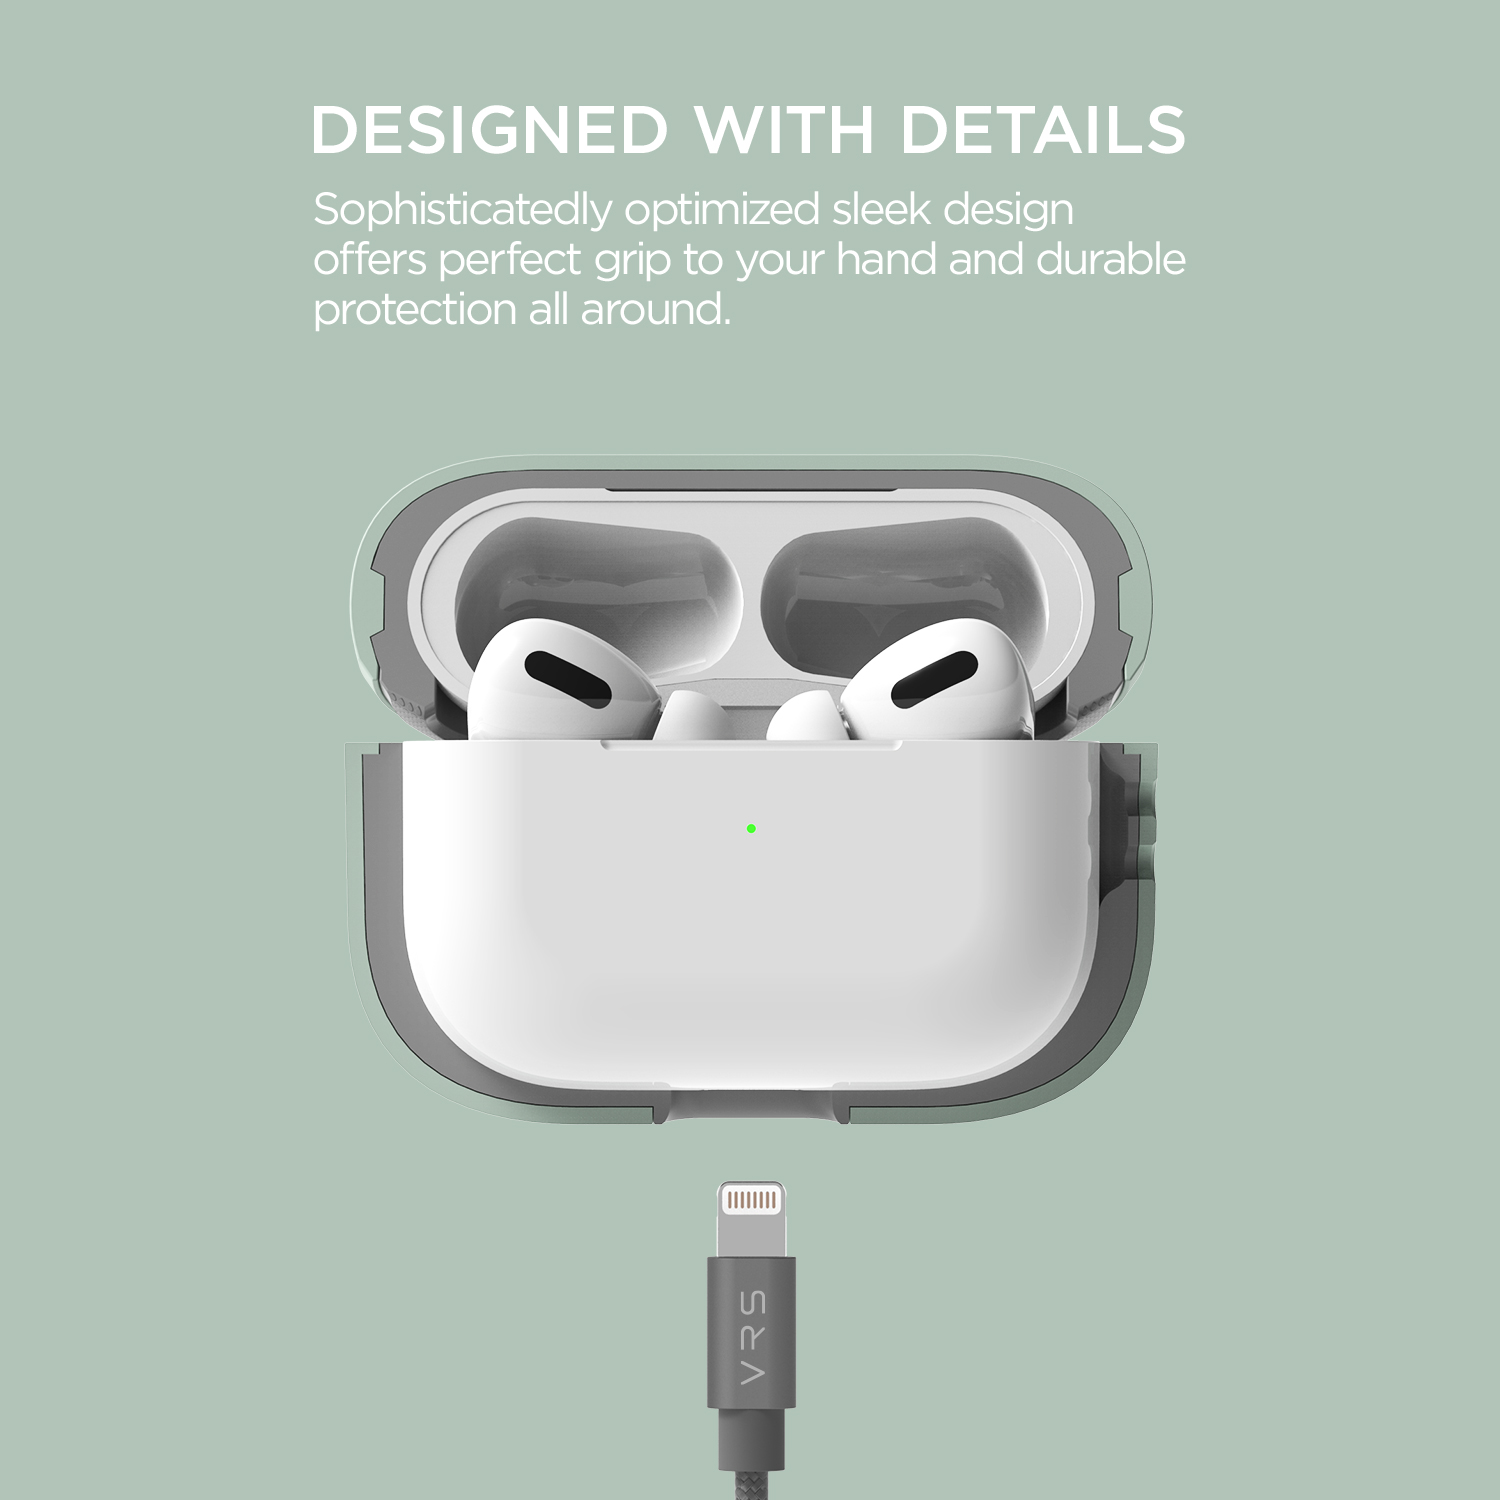 DESIGNED WITH DETAILS
Sophisticatedly optimized sleek design
offers perfect grip to your hand and durable
protection all around.
VRS